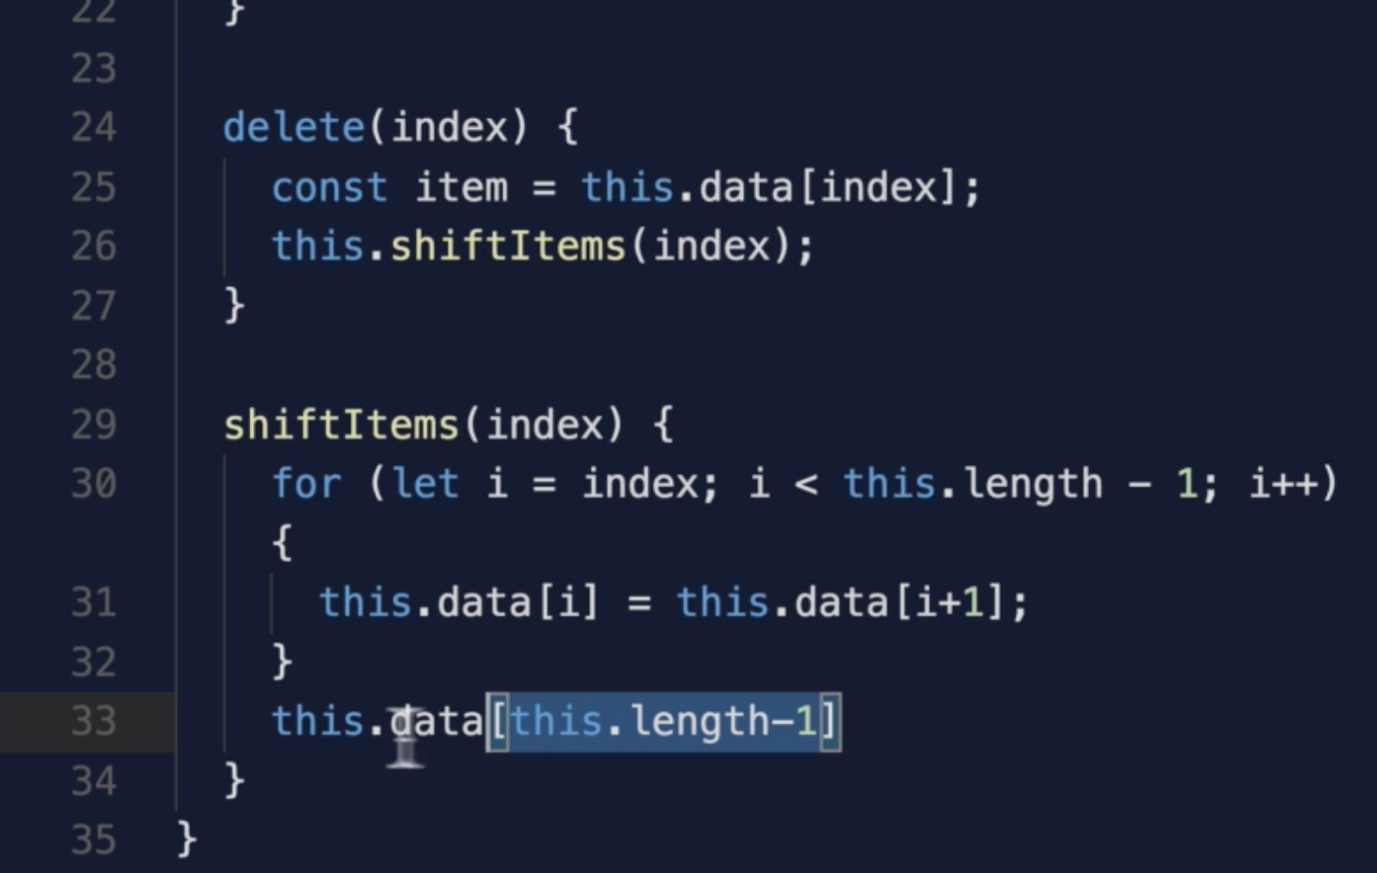 22 }
23
24 delete(index) {
25 const item = this.data[index];
26 this.shiftItems(index);
27 }
28
29 shiftItems(index) {
30 for (let i = index; i < this.length - 1; i++)
{
31 this.data[i] = this.data[i+1];
32 }
33 this.data[this.length-1]
34 }
35 }